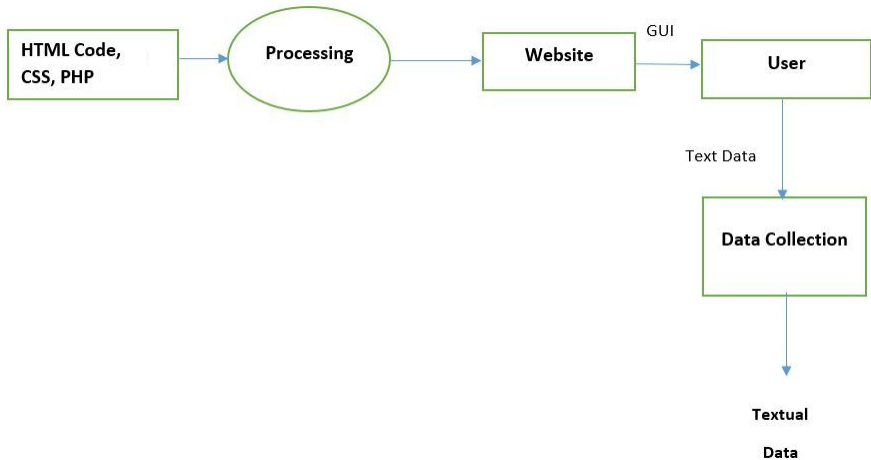 HTML Code,
CSS, PHP
Processing
Website
GUI
User
Text Data
Data Collection
Textual
Data